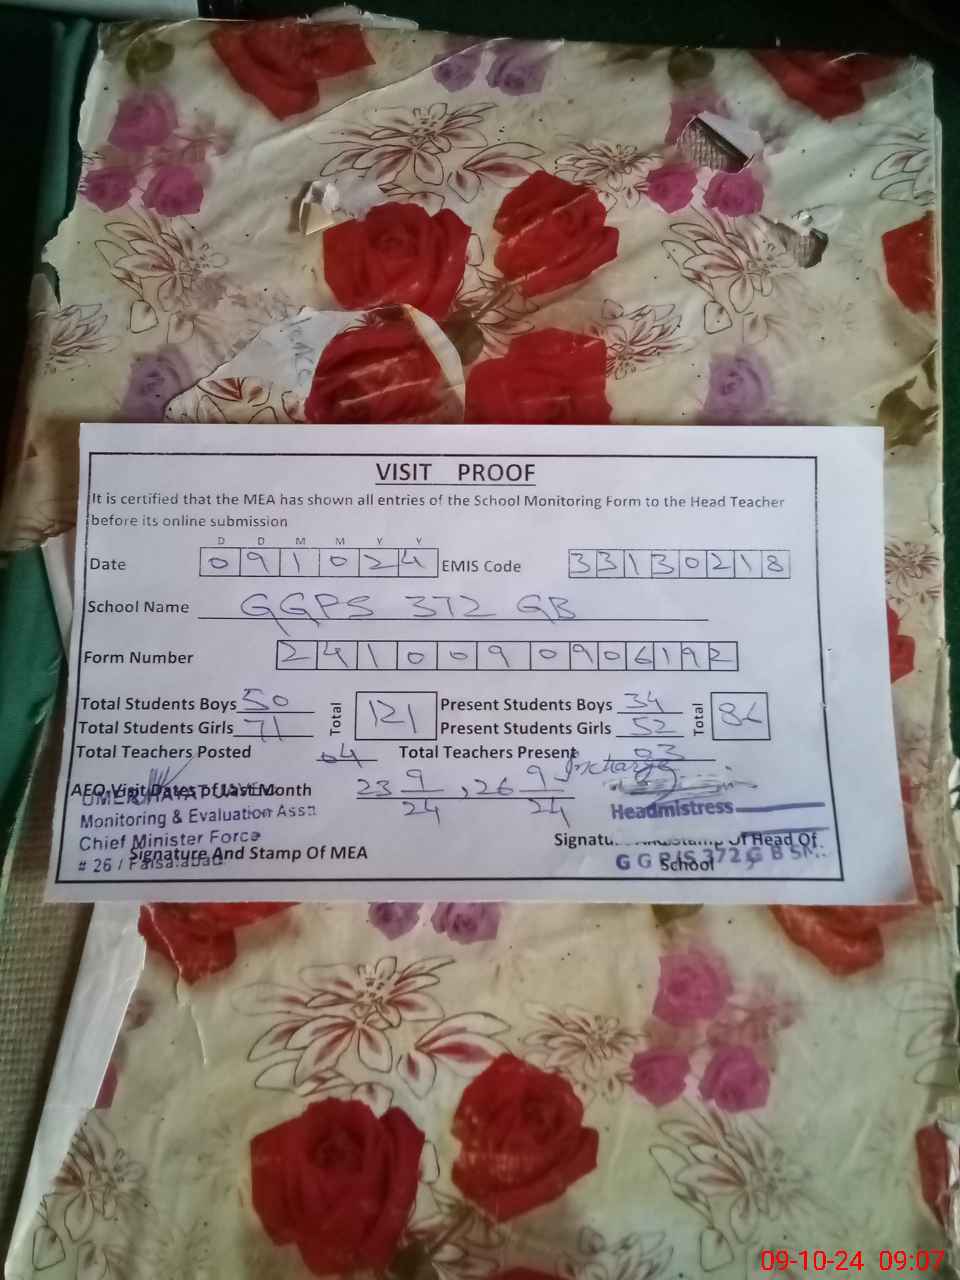 VISIT PROOF
It is certified that the MEA has shown all entries of the School Monitoring Form to the Head Teacher
before its online submission
D D M M Y Y
Date 0 9 1 0 2 4 EMIS Code 3 3 1 3 0 2 1 8
School Name GGPS 372 GB
Form Number 2 4 1 0 0 9 0 9 0 6 1 9 2
Total Students Boys 50 Total 121 Present Students Boys 34 Total 86
Total Students Girls 71 Present Students Girls 52
Total Teachers Posted 04 Total Teachers Present 03
Incharge
AEO Visit Dates of Last Month 23 9/24, 26 9/24
UMER HAYAT
Monitoring & Evaluation Asstt
Chief Minister Force
# 26 / Faisalabad
Signature And Stamp Of MEA
Headmistress
Signature And Stamp Of Head Of
School
G G P/S 372 G B
09-10-24 09:07